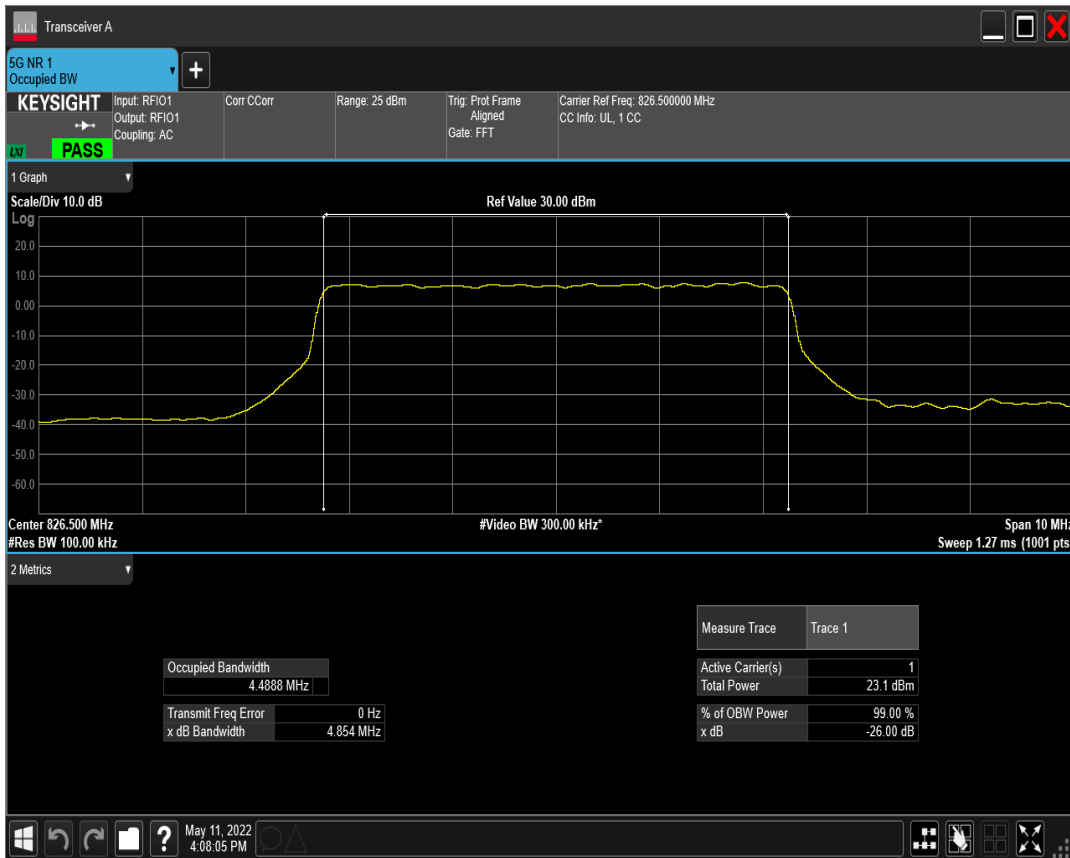 Transceiver A
5G NR 1
Occupied BW
KEYSIGHT
LXI
PASS
Input: RFIO1
Output: RFIO1
Coupling: AC
Corr CCorr
Range: 25 dBm
Trig: Prot Frame
Aligned
Gate: FFT
Carrier Ref Freq: 826.500000 MHz
CC Info: UL, 1 CC
1 Graph
Scale/Div 10.0 dB
Ref Value 30.00 dBm
Log
20.0
10.0
0.00
-10.0
-20.0
-30.0
-40.0
-50.0
-60.0
Center 826.500 MHz
#Video BW 300.00 kHz*
Span 10 MHz
#Res BW 100.00 kHz
Sweep 1.27 ms (1001 pts
2 Metrics
Measure Trace Trace 1
Occupied Bandwidth
4.4888 MHz
Active Carrier(s) 1
Total Power 23.1 dBm
Transmit Freq Error 0 Hz
x dB Bandwidth 4.854 MHz
% of OBW Power 99.00 %
x dB -26.00 dB
?
May 11, 2022
4:08:05 PM